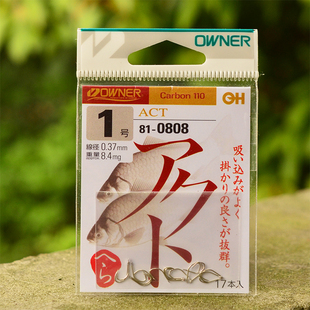 OWNER
OWNER
Carbon 110
OH
ACT
81-0808
1号
線径 0.37mm
重量 8.4mg
アクト
吸い込みがよく
掛かりの良さが抜群。
へら
17本入